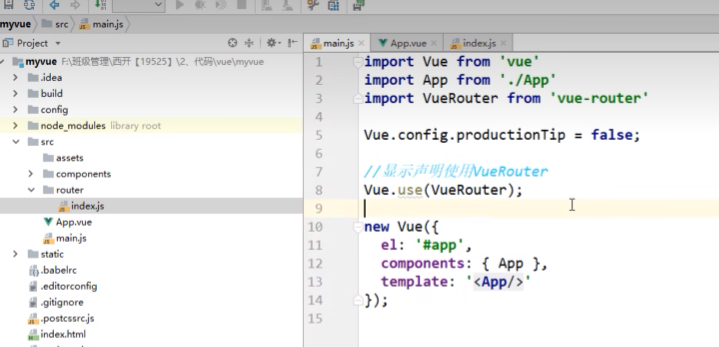 myvue
src
main.js
Project
main.js
App.vue
index.js
myvue F:\班级管理\西开【19525】\2、代码\vue\myvue
.idea
build
config
node_modules library root
src
assets
components
router
index.js
App.vue
main.js
static
.babelrc
.editorconfig
.gitignore
.postcssrc.js
index.html
1 import Vue from 'vue'
2 import App from './App'
3 import VueRouter from 'vue-router'
4
5 Vue.config.productionTip = false;
6
7 //显示声明使用VueRouter
8 Vue.use(VueRouter);
9
10 new Vue({
11 el: '#app',
12 components: { App },
13 template: '<App/>'
14 });
15